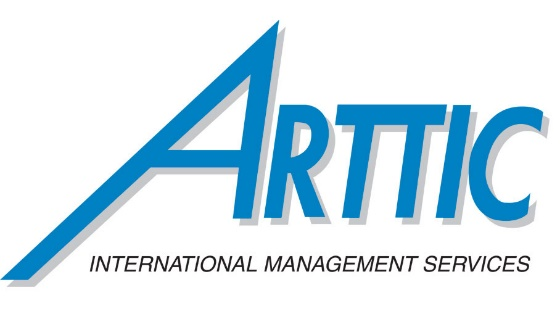 ARTTIC
INTERNATIONAL MANAGEMENT SERVICES